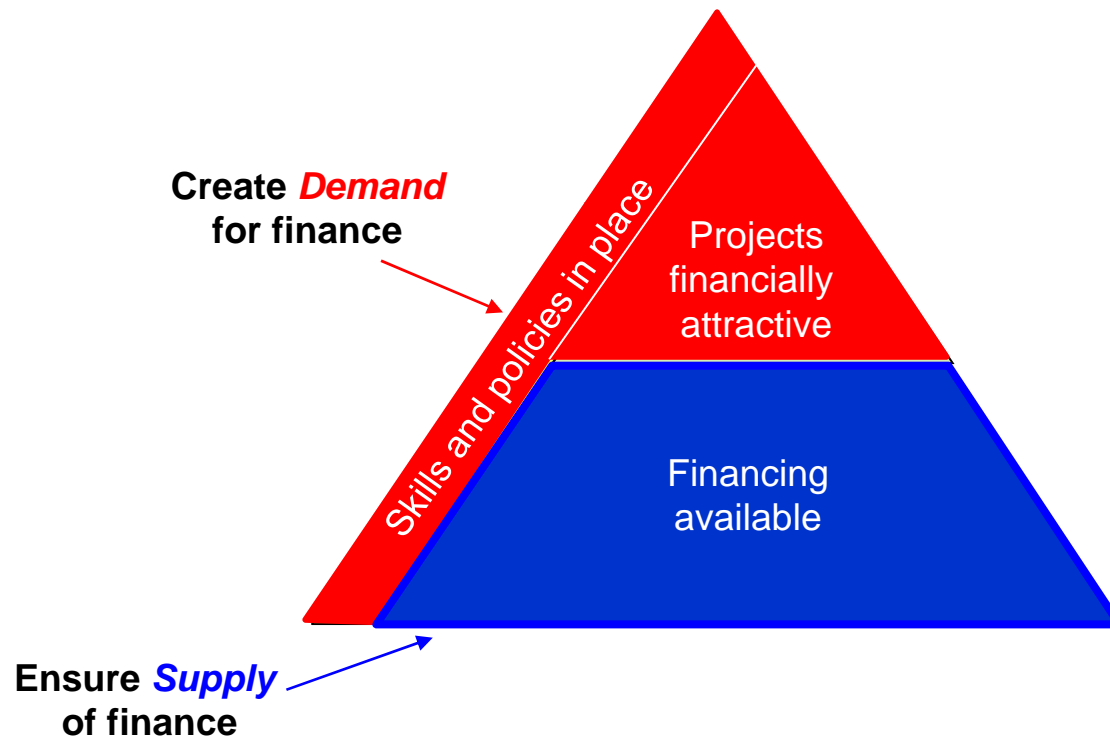 Create Demand
for finance
Skills and policies in place
Projects
financially
attractive
Financing
available
Ensure Supply
of finance